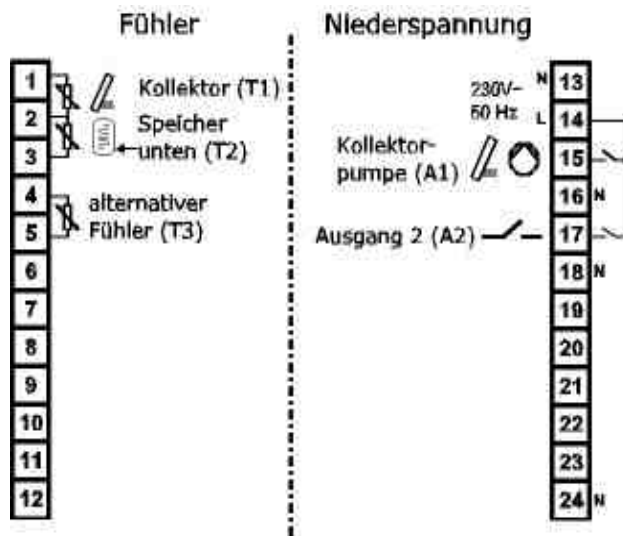 Fühler
1
Kollektor (T1)
2
Speicher
3
unten (T2)
4
alternativer
5
Fühler (T3)
6
7
8
9
10
11
12
Niederspannung
230V~
N
13
50 Hz
L
14
Kollektor-
15
pumpe (A1)
16
N
Ausgang 2 (A2)
17
18
N
19
20
21
22
23
24
N